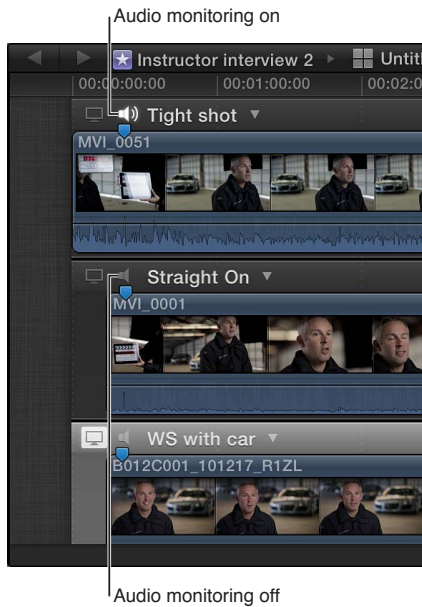 Audio monitoring on
Instructor interview 2
Untitl
00:00:00:00
00:01:00:00
00:02:0
Tight shot
MVI_0051
Straight On
MVI_0001
WS with car
B012C001_101217_R1ZL
Audio monitoring off